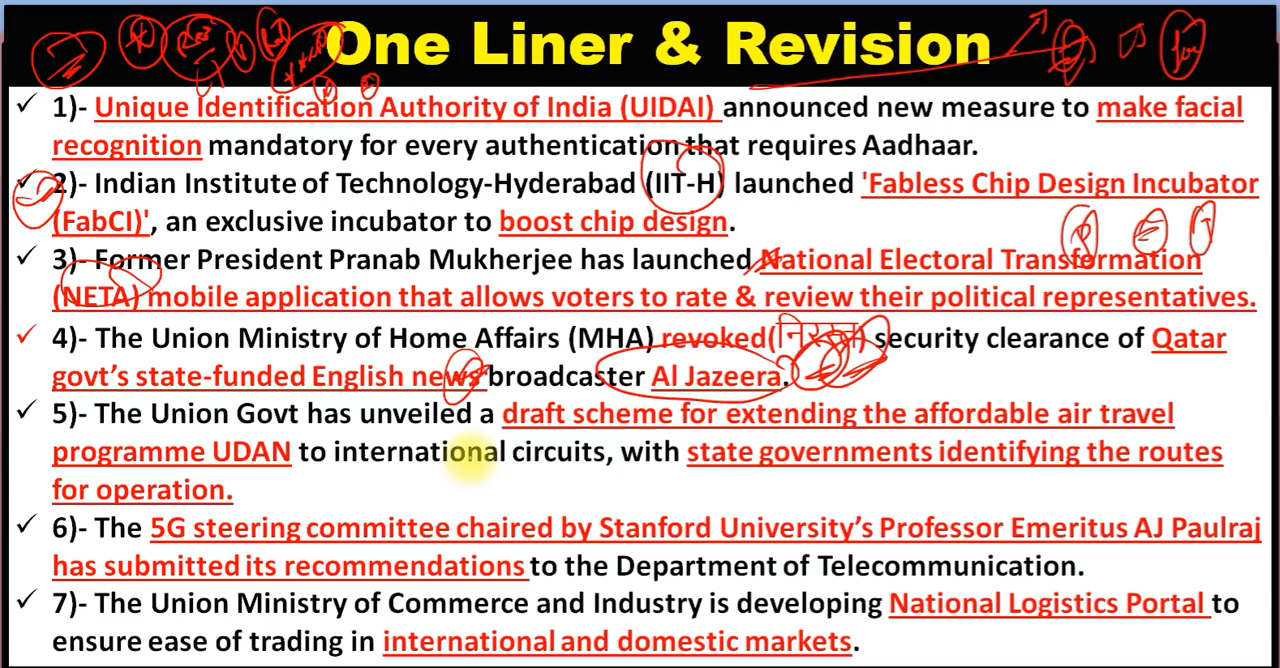 One Liner & Revision
✓ 1)- Unique Identification Authority of India (UIDAI) announced new measure to make facial
recognition mandatory for every authentication that requires Aadhaar.
✓ 2)- Indian Institute of Technology-Hyderabad (IIT-H) launched 'Fabless Chip Design Incubator
(FabCI)', an exclusive incubator to boost chip design.
✓ 3)- Former President Pranab Mukherjee has launched National Electoral Transformation
(NETA) mobile application that allows voters to rate & review their political representatives.
✓ 4)- The Union Ministry of Home Affairs (MHA) revoked(निरस्त) security clearance of Qatar
govt's state-funded English news broadcaster Al Jazeera.
✓ 5)- The Union Govt has unveiled a draft scheme for extending the affordable air travel
programme UDAN to international circuits, with state governments identifying the routes
for operation.
✓ 6)- The 5G steering committee chaired by Stanford University's Professor Emeritus AJ Paulraj
has submitted its recommendations to the Department of Telecommunication.
✓ 7)- The Union Ministry of Commerce and Industry is developing National Logistics Portal to
ensure ease of trading in international and domestic markets.